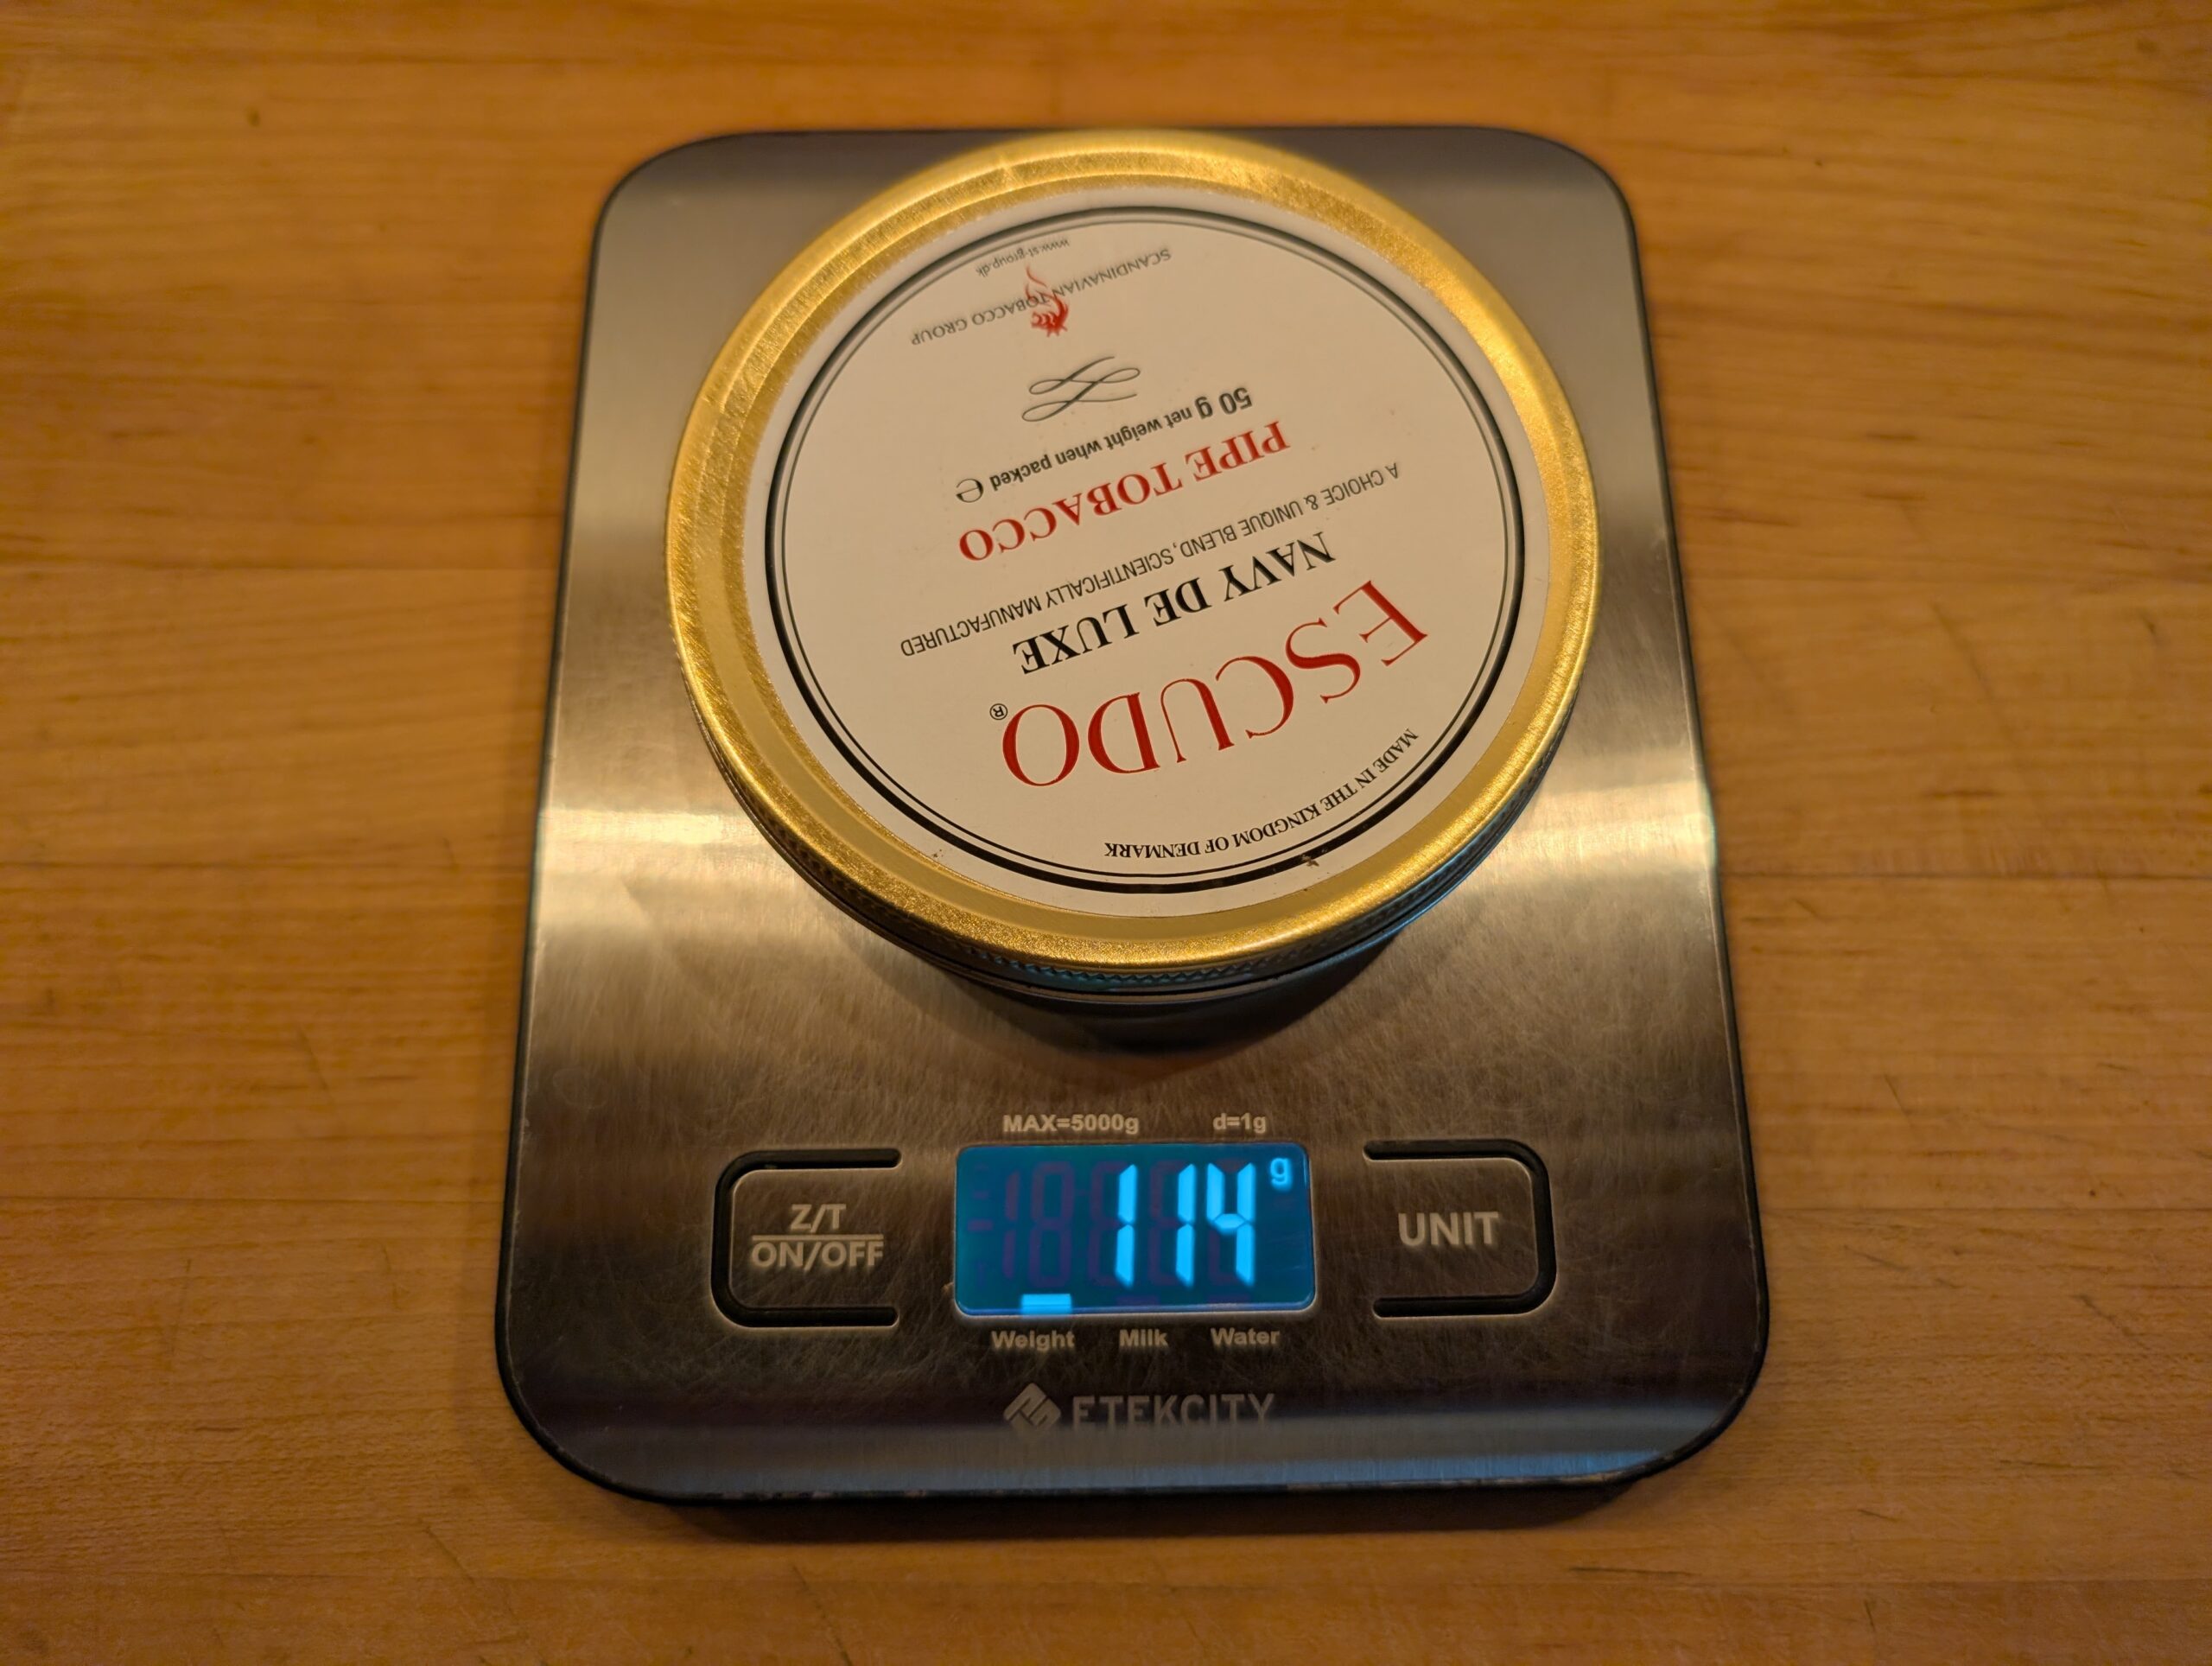 MADE IN THE KINGDOM OF DENMARK
ESCUDO®
NAVY DE LUXE
A CHOICE & UNIQUE BLEND, SCIENTIFICALLY MANUFACTURED
PIPE TOBACCO
50 g net weight when packed ℮
SCANDINAVIAN TOBACCO GROUP
www.st-group.dk
MAX=5000g d=1g
114 g
Z/T
ON/OFF
UNIT
Weight Milk Water
ETEKCITY